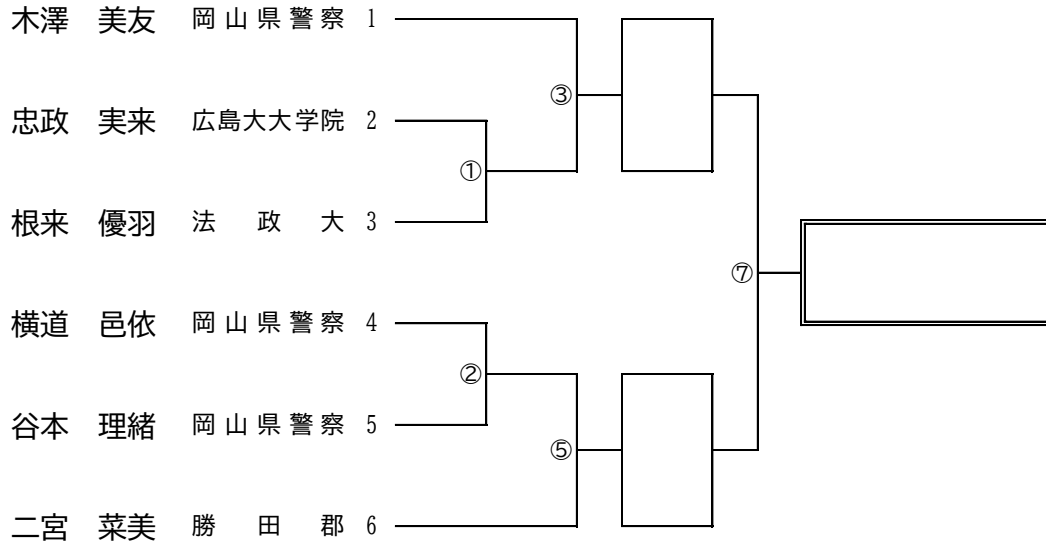 木澤 美友 岡山県警察 1
③
忠政 実来 広島大大学院 2
①
根来 優羽 法政大 3
⑦
横道 邑依 岡山県警察 4
②
谷本 理緒 岡山県警察 5
⑤
二宮 菜美 勝田郡 6